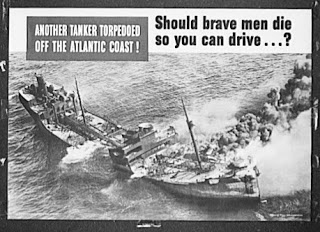 ANOTHER TANKER TORPEDOED
OFF THE ATLANTIC COAST!
Should brave men die
so you can drive...?